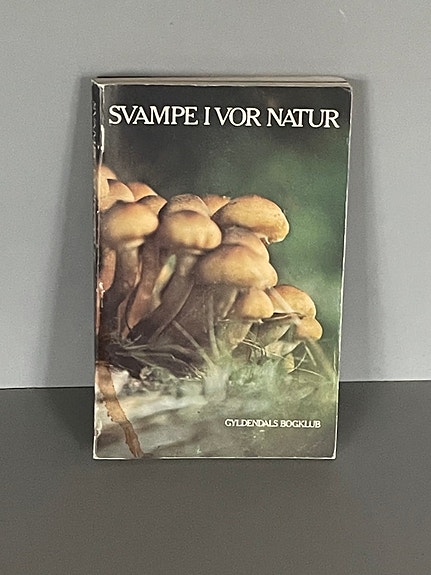 SVAMPE I VOR NATUR
GYLDENDALS BOGKLUB